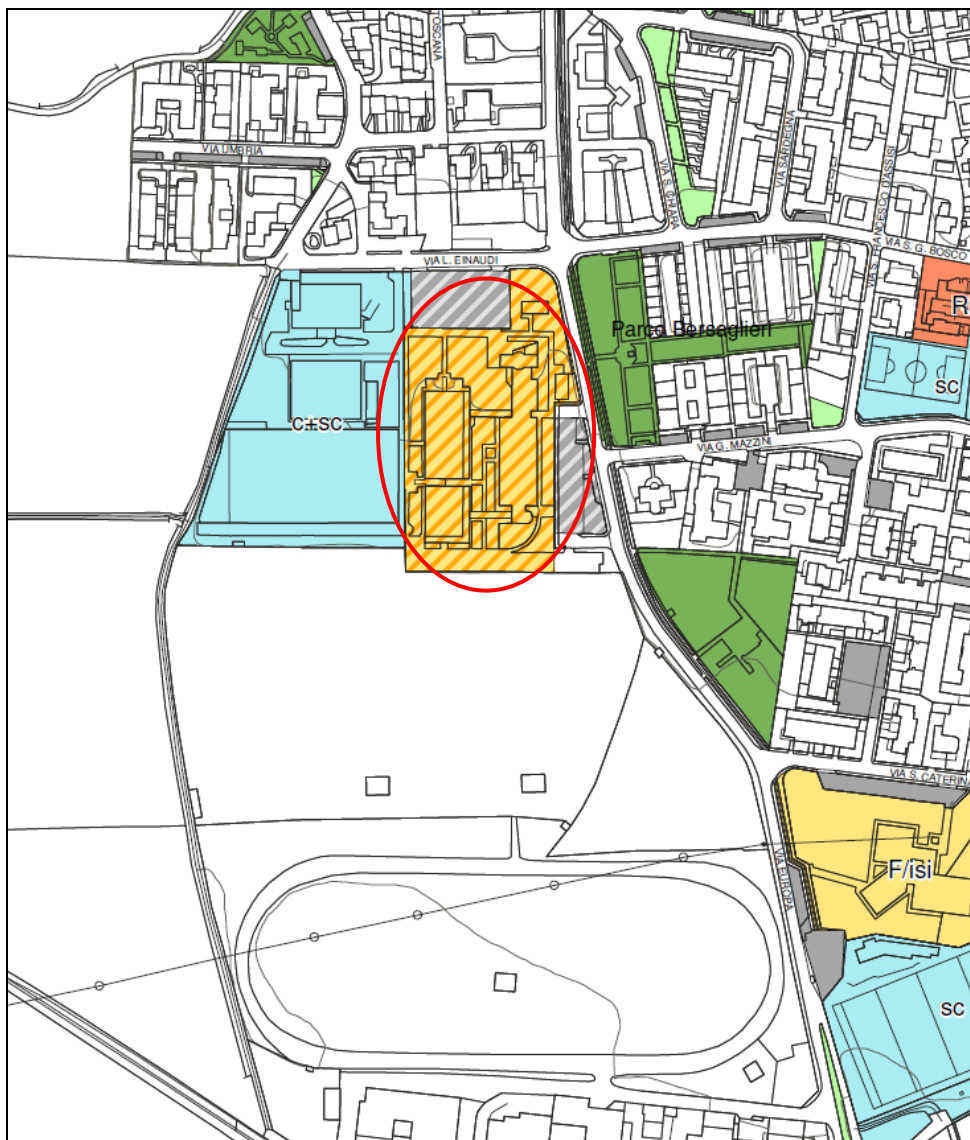 TOSCANA
VIA UMBRIA
VIA S. CHIARA
VIA SARDEGNA
VIA S. FRANCESCO D'ASSISI
VIA S. G. BOSCO
VIA L. EINAUDI
Parco Bersaglieri
R
SC
C+SC
VIA G. MAZZINI
VIA S. CATERINA
VIA EUROPA
F/isi
SC